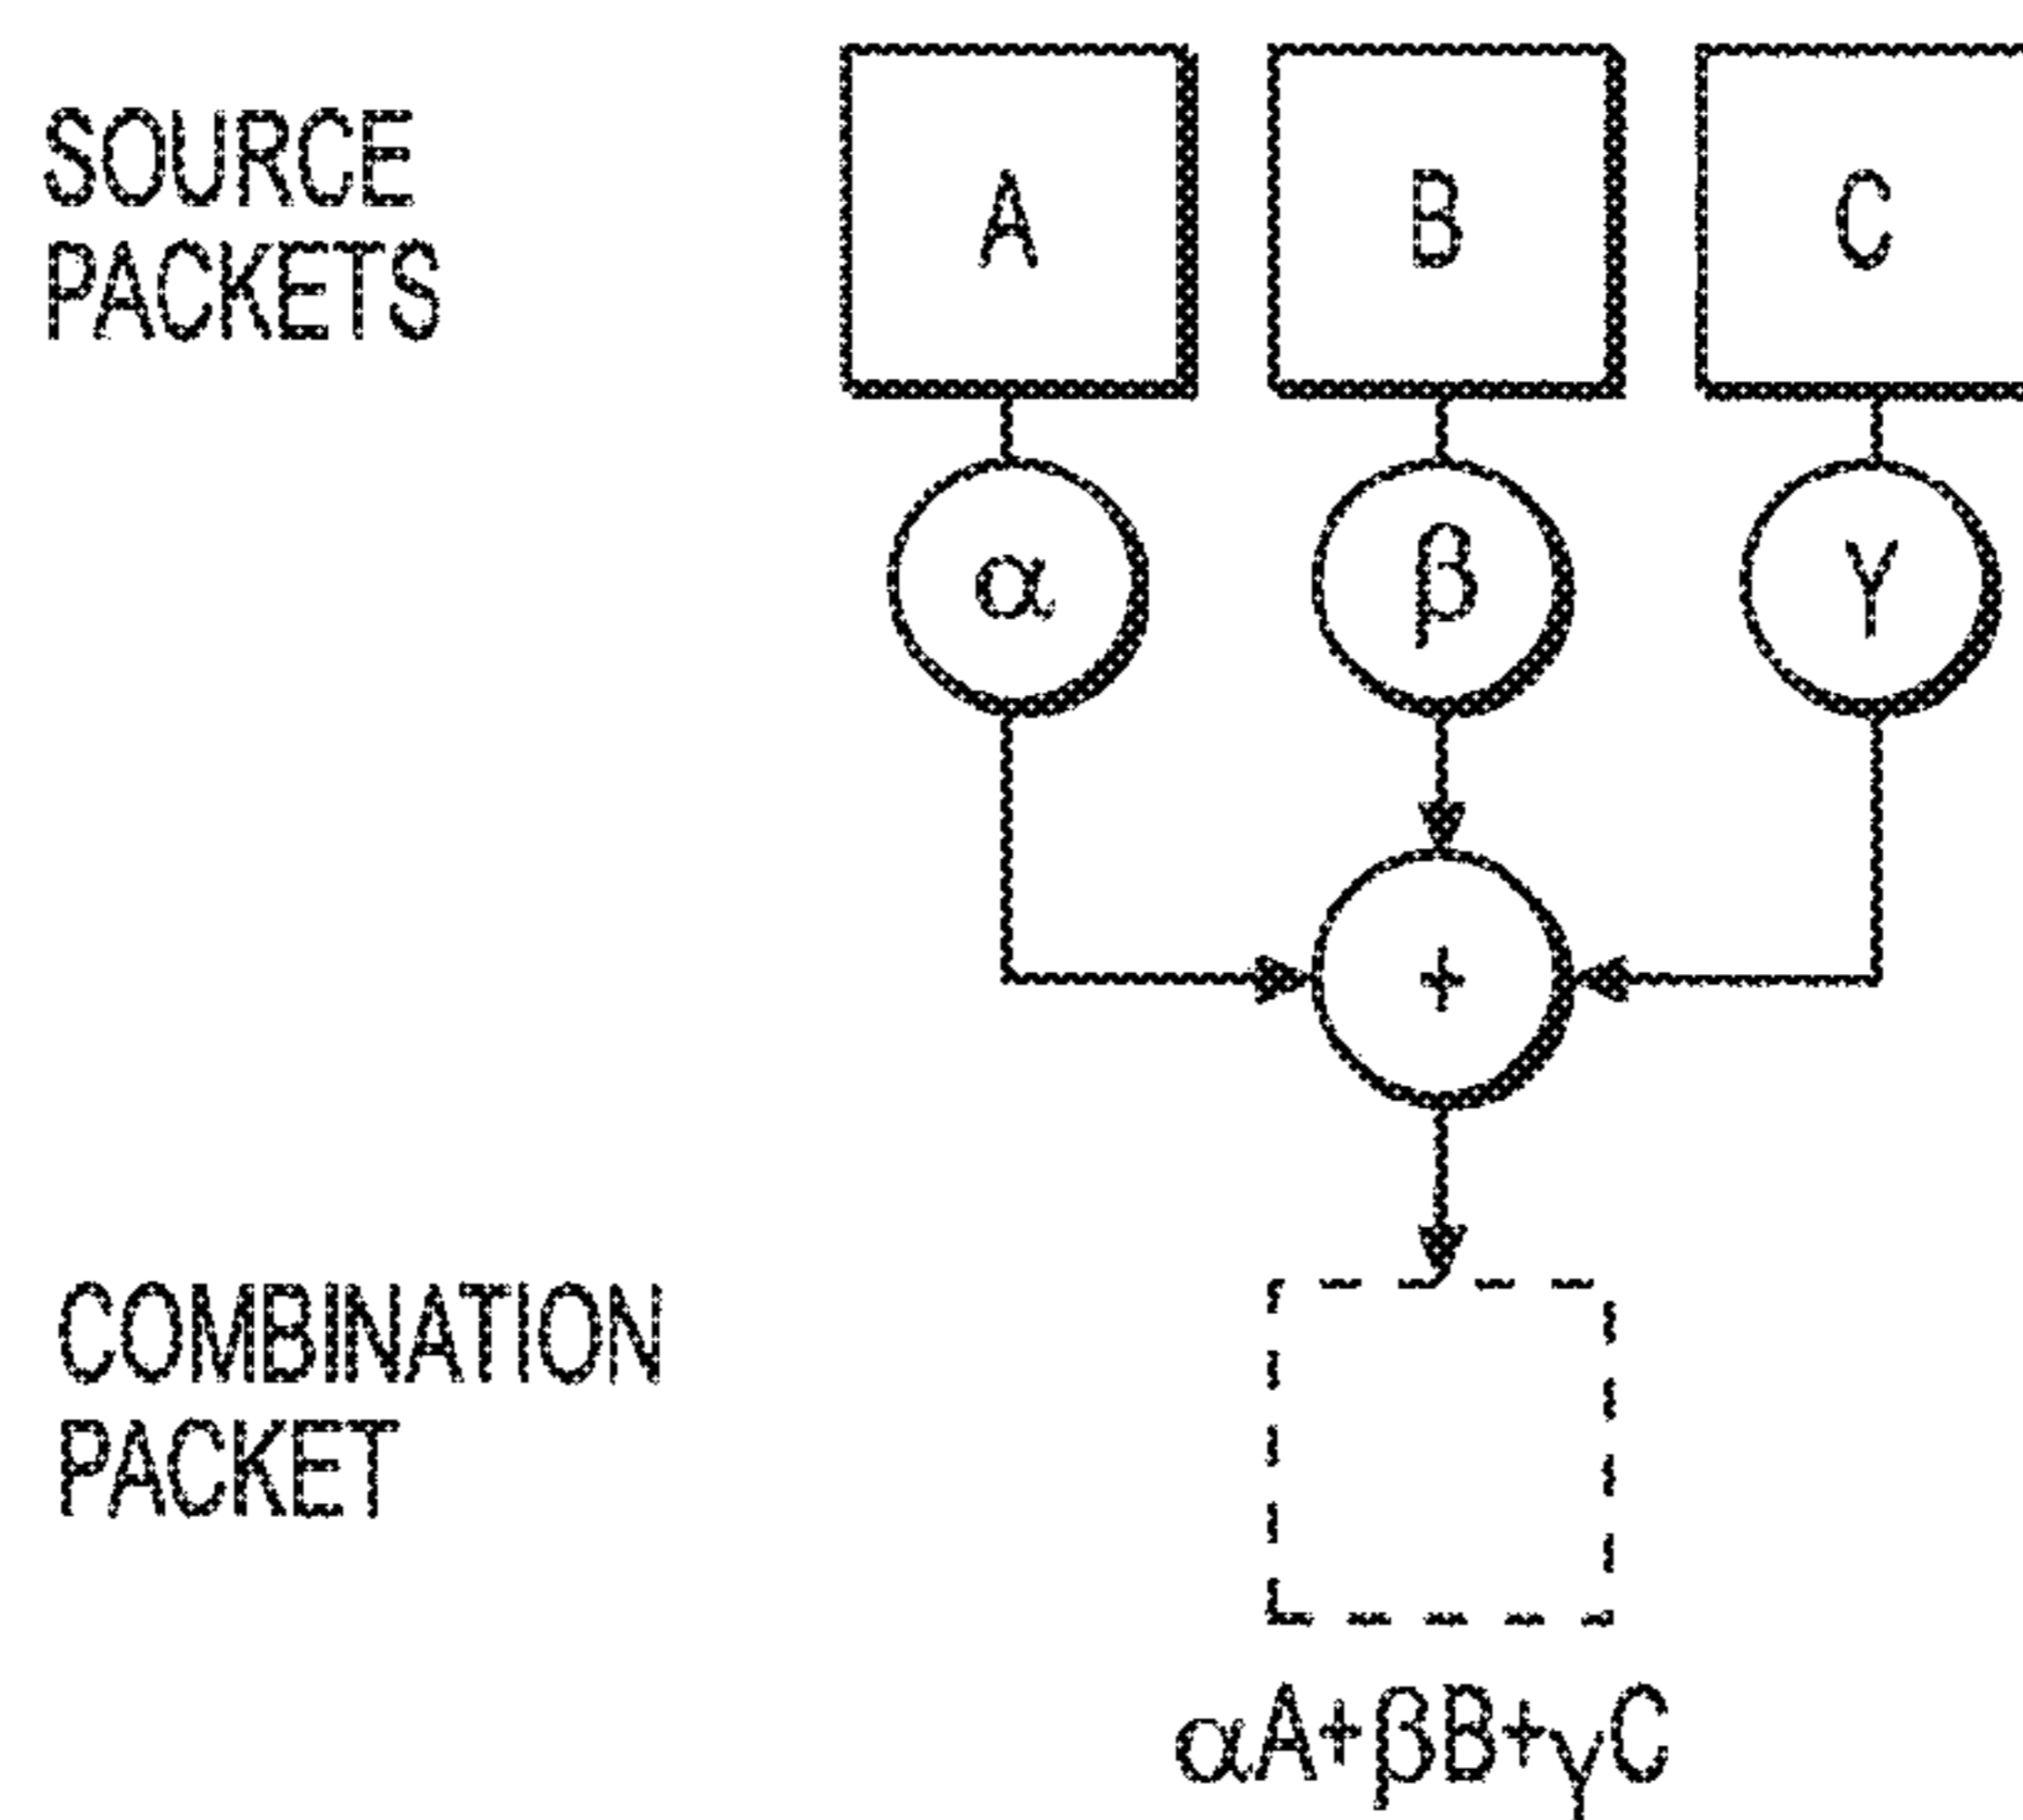 SOURCE
PACKETS
A B C
α β γ
+
COMBINATION
PACKET
αA+βB+γC